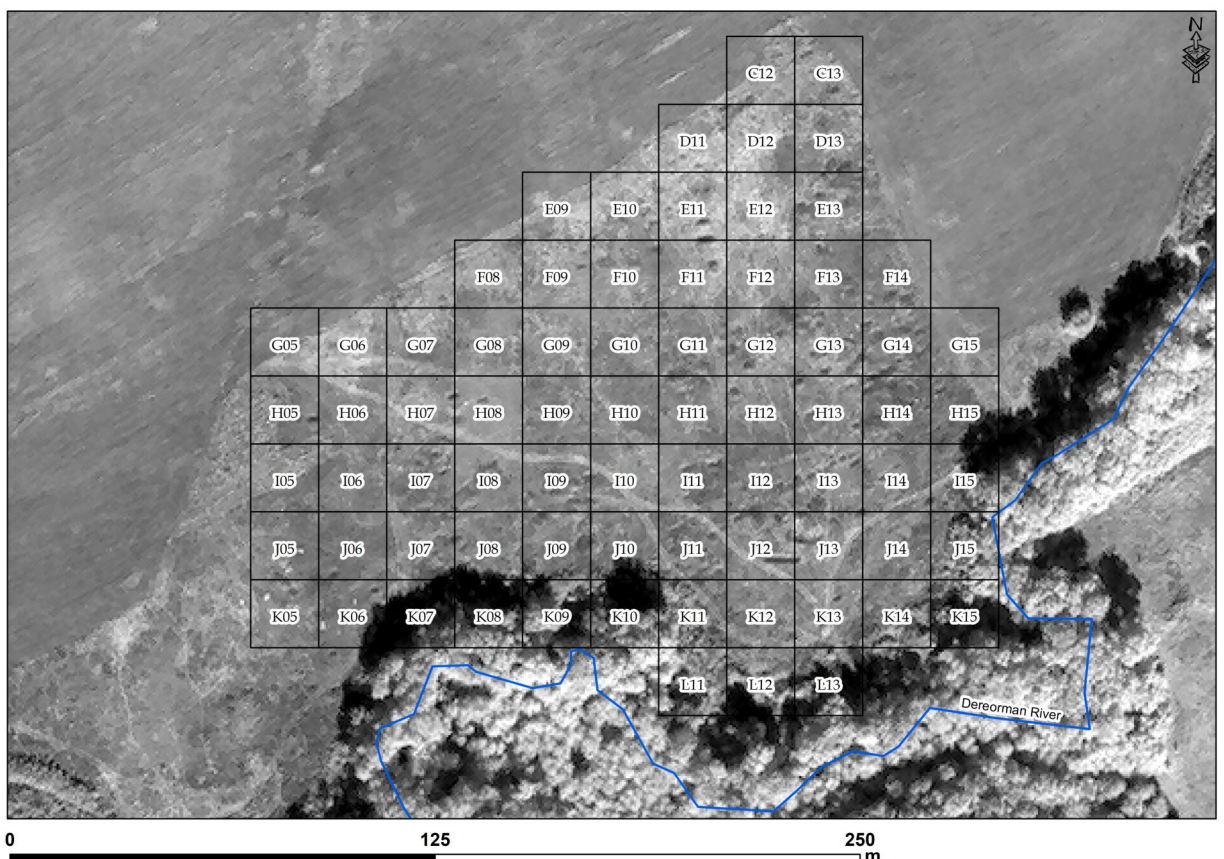 N
C12 C13
D11 D12 D13
E09 E10 E11 E12 E13
F08 F09 F10 F11 F12 F13 F14
G05 G06 G07 G08 G09 G10 G11 G12 G13 G14 G15
H05 H06 H07 H08 H09 H10 H11 H12 H13 H14 H15
I05 I06 I07 I08 I09 I10 I11 I12 I13 I14 I15
J05 J06 J07 J08 J09 J10 J11 J12 J13 J14 J15
K05 K06 K07 K08 K09 K10 K11 K12 K13 K14 K15
L11 L12 L13
Dereorman River
0 125 250
m